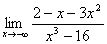 lim x→-∞ (2 - x - 3x²)/(x³ - 16)